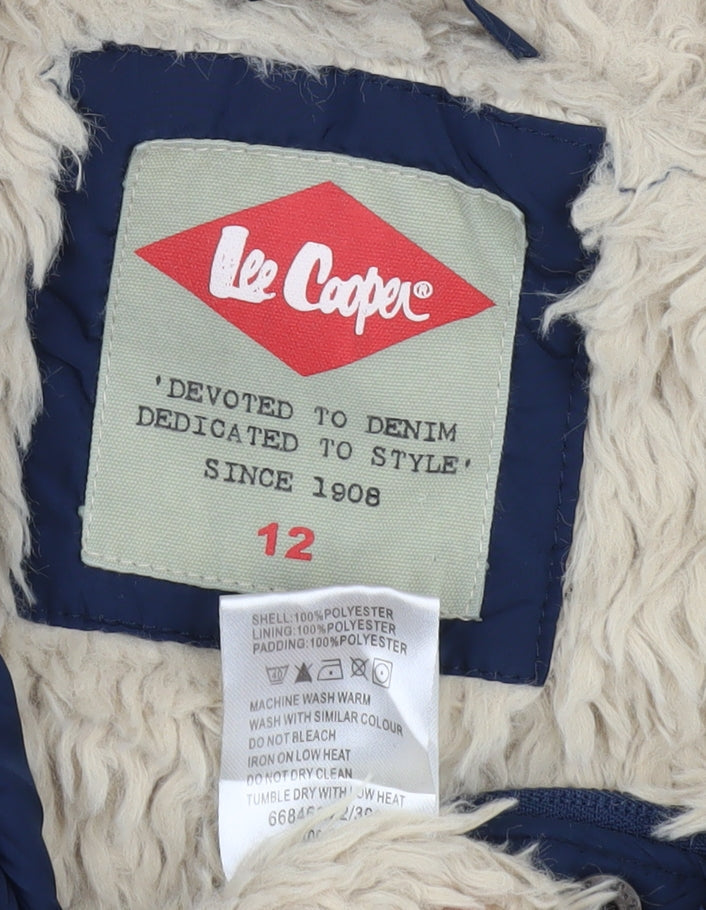 Lee Cooper®
'DEVOTED TO DENIM
DEDICATED TO STYLE'
SINCE 1908
12
SHELL:100%POLYESTER
LINING:100%POLYESTER
PADDING:100%POLYESTER
MACHINE WASH WARM
WASH WITH SIMILAR COLOUR
DO NOT BLEACH
IRON ON LOW HEAT
DO NOT DRY CLEAN
TUMBLE DRY WITH LOW HEAT